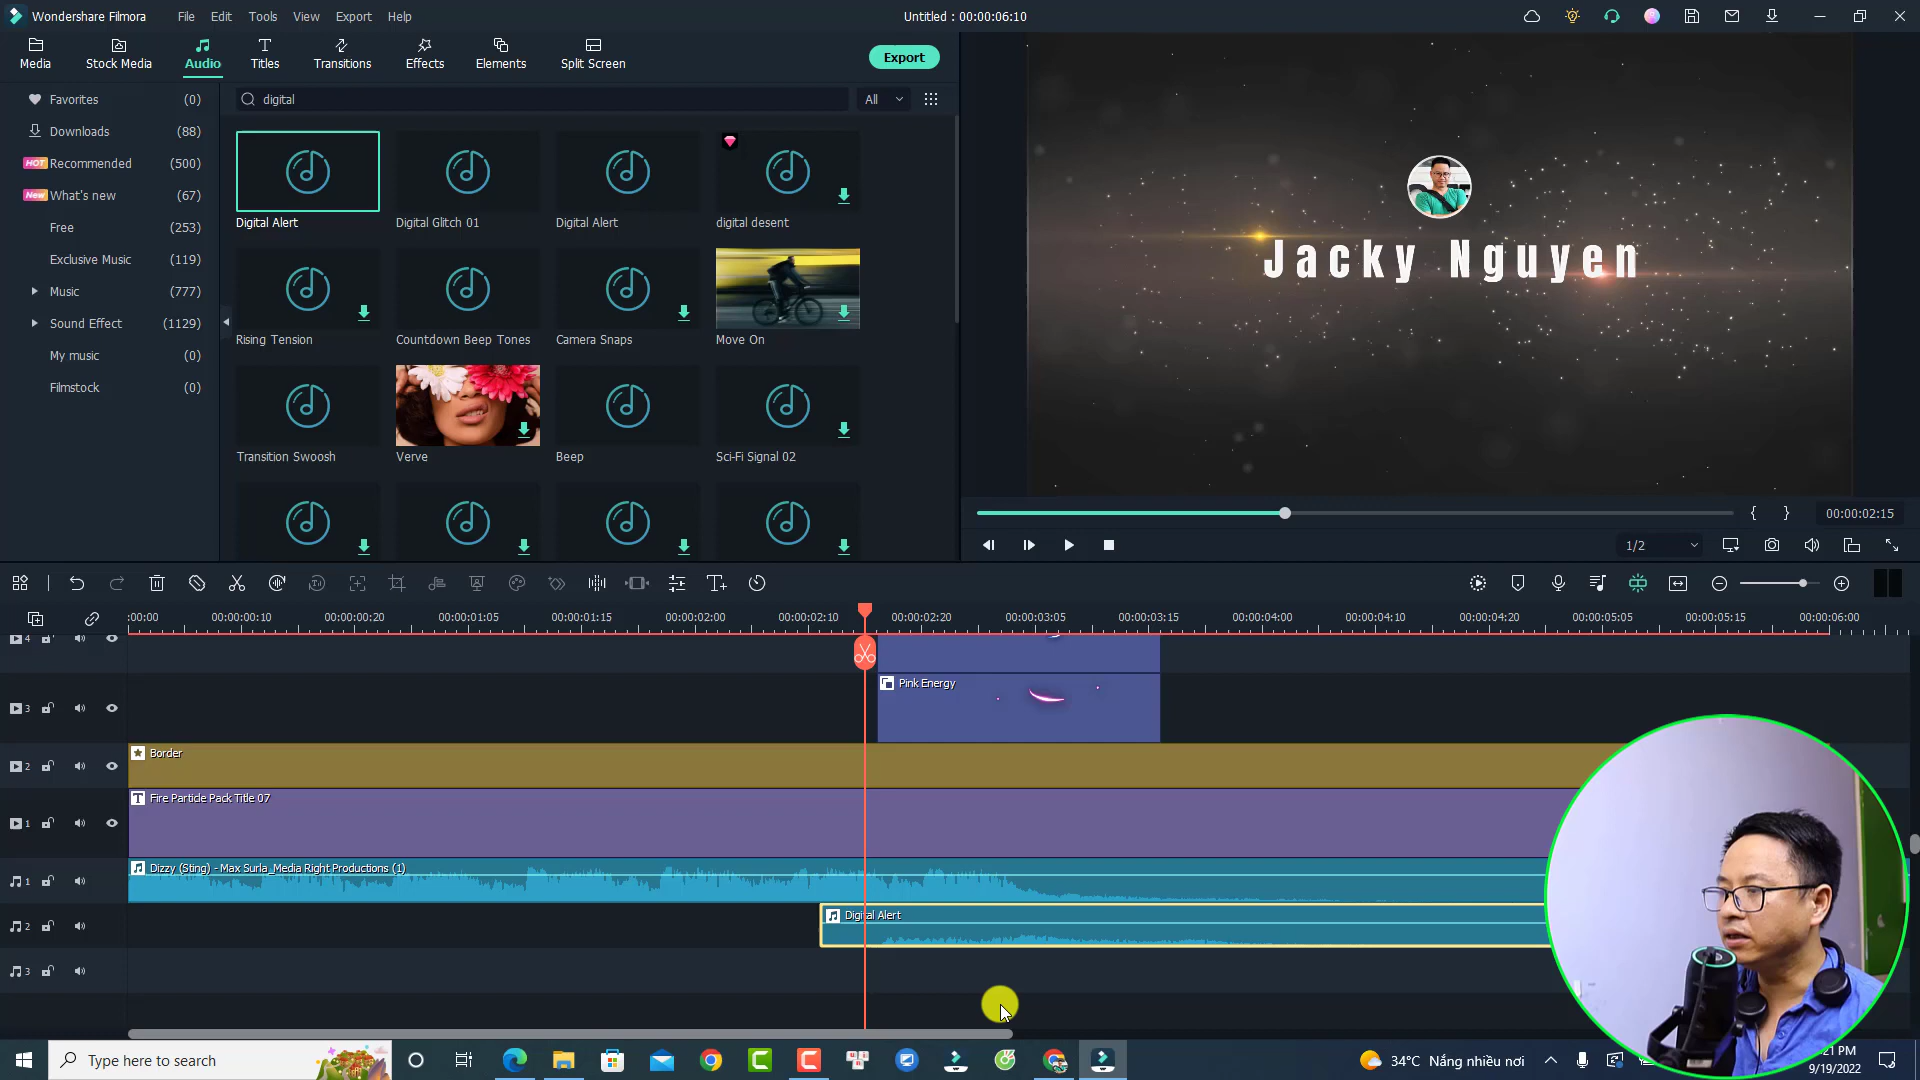 Wondershare Filmora
File
Edit
Tools
View
Export
Help
Untitled : 00:00:06:10
Media
Stock Media
Audio
Titles
Transitions
Effects
Elements
Split Screen
Export
Favorites (0)
Downloads (88)
HOT Recommended (500)
New What's new (67)
Free (253)
Exclusive Music (119)
Music (777)
Sound Effect (1129)
My music (0)
Filmstock (0)
digital
All
Digital Alert
Digital Glitch 01
Digital Alert
digital desent
Rising Tension
Countdown Beep Tones
Camera Snaps
Move On
Transition Swoosh
Verve
Beep
Sci-Fi Signal 02
Jacky Nguyen
{ }
00:00:02:15
1/2
:00:00
00:00:00:10
00:00:00:20
00:00:01:05
00:00:01:15
00:00:02:00
00:00:02:10
00:00:02:20
00:00:03:05
00:00:03:15
00:00:04:00
00:00:04:10
00:00:04:20
00:00:05:05
00:00:05:15
00:00:06:00
4
3
Pink Energy
2
Border
1
Fire Particle Pack Title 07
1
Dizzy (Sting) - Max Surla_Media Right Productions (1)
2
Digital Alert
3
Type here to search
34°C Nắng nhiều nơi
:21 PM
9/19/2022